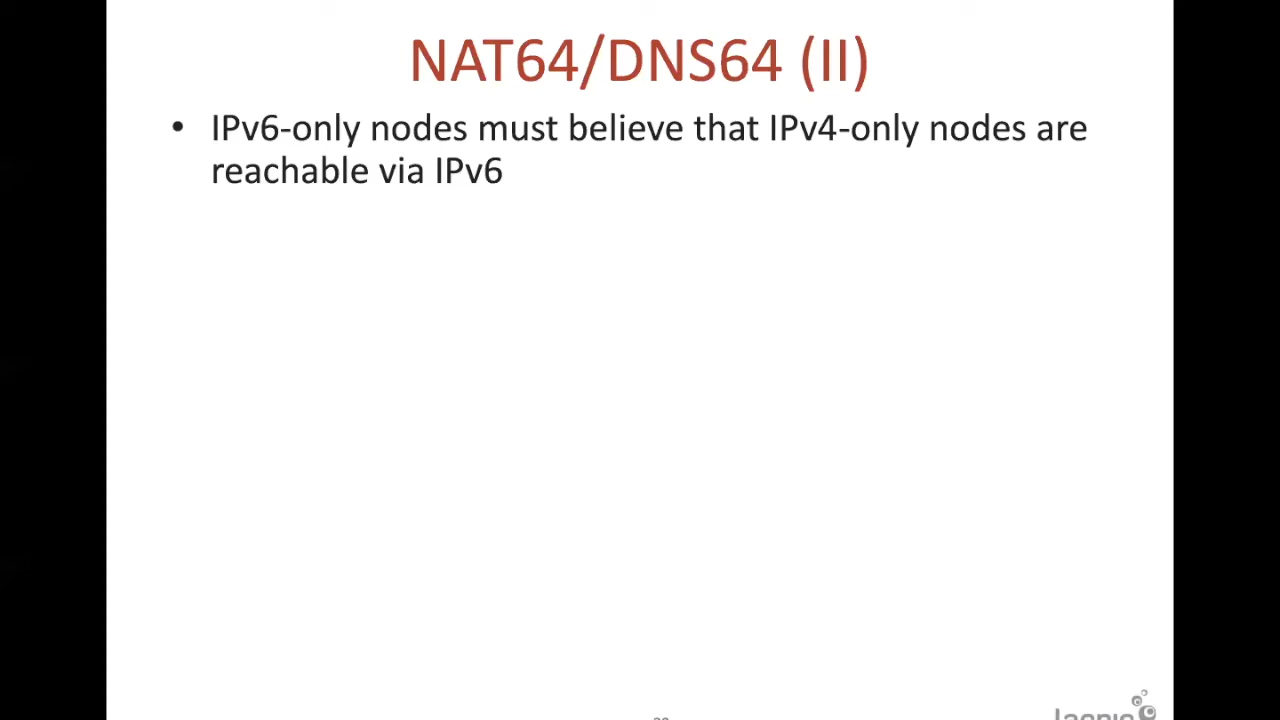 NAT64/DNS64 (II)
• IPv6-only nodes must believe that IPv4-only nodes are
reachable via IPv6